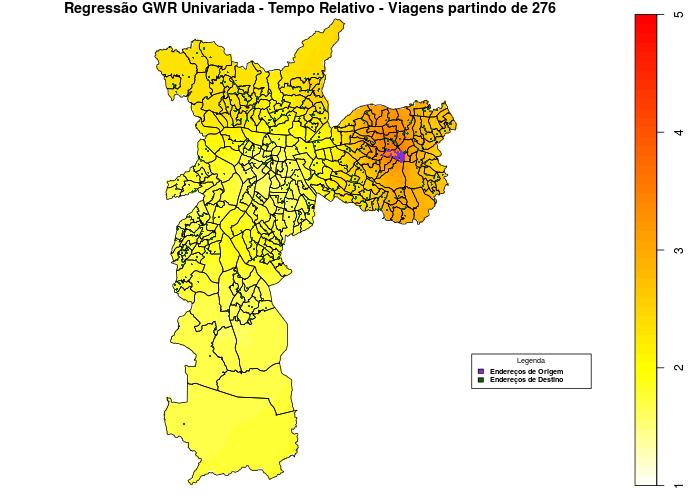 Regressão GWR Univariada - Tempo Relativo - Viagens partindo de 276
5
4
3
2
1
Legenda
Endereços de Origem
Endereços de Destino